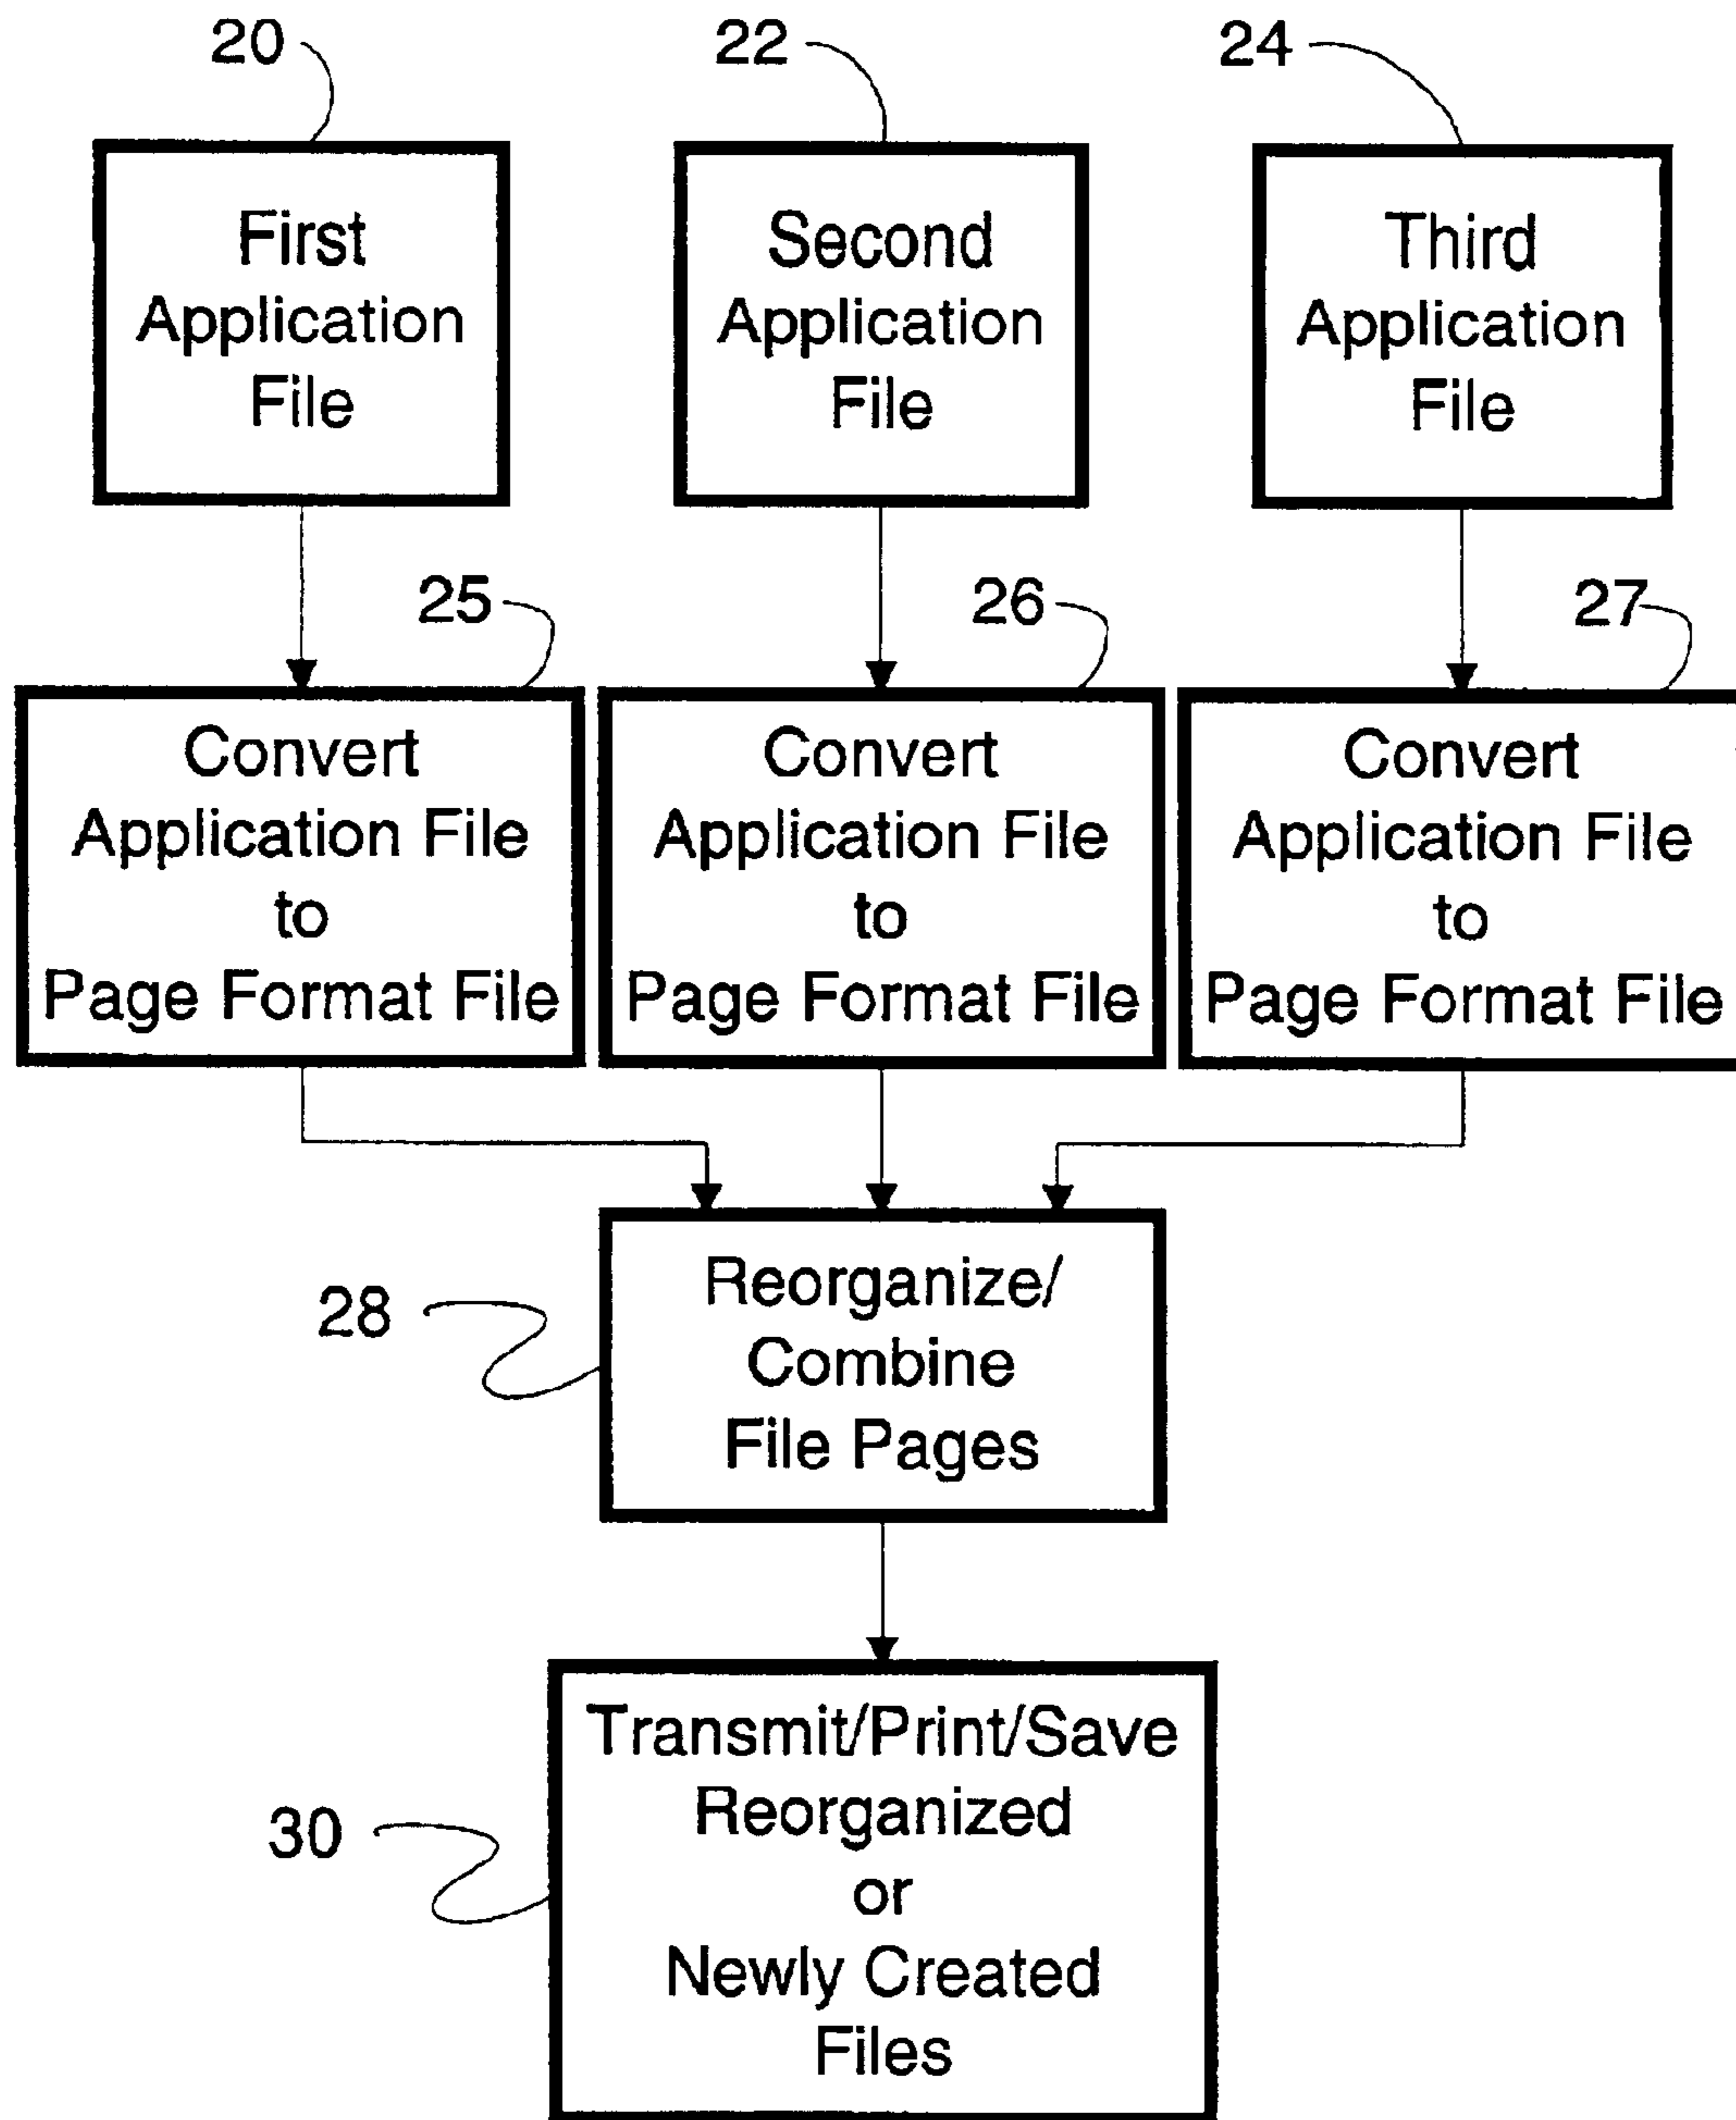 20
22
24
First
Application
File
Second
Application
File
Third
Application
File
25
26
27
Convert
Application File
to
Page Format File
Convert
Application File
to
Page Format File
Convert
Application File
to
Page Format File
28
Reorganize/
Combine
File Pages
30
Transmit/Print/Save
Reorganized
or
Newly Created
Files